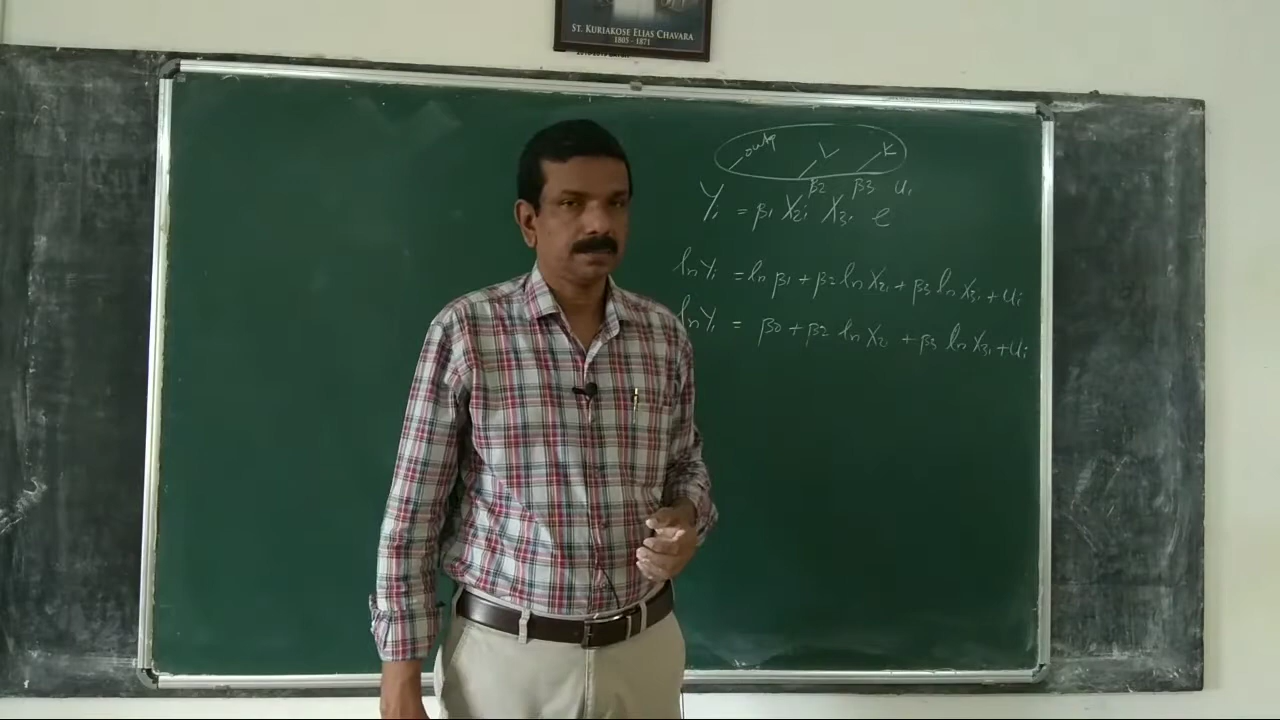 ST. KURIAKOSE ELIAS CHAVARA
1805 - 1871
outp L K
Yᵢ = β₁ X₂ᵢ^β₂ X₃ᵢ^β₃ e^uᵢ
ln Yᵢ = ln β₁ + β₂ ln X₂ᵢ + β₃ ln X₃ᵢ + uᵢ
ln Yᵢ = β₀ + β₂ ln X₂ᵢ + β₃ ln X₃ᵢ + uᵢ